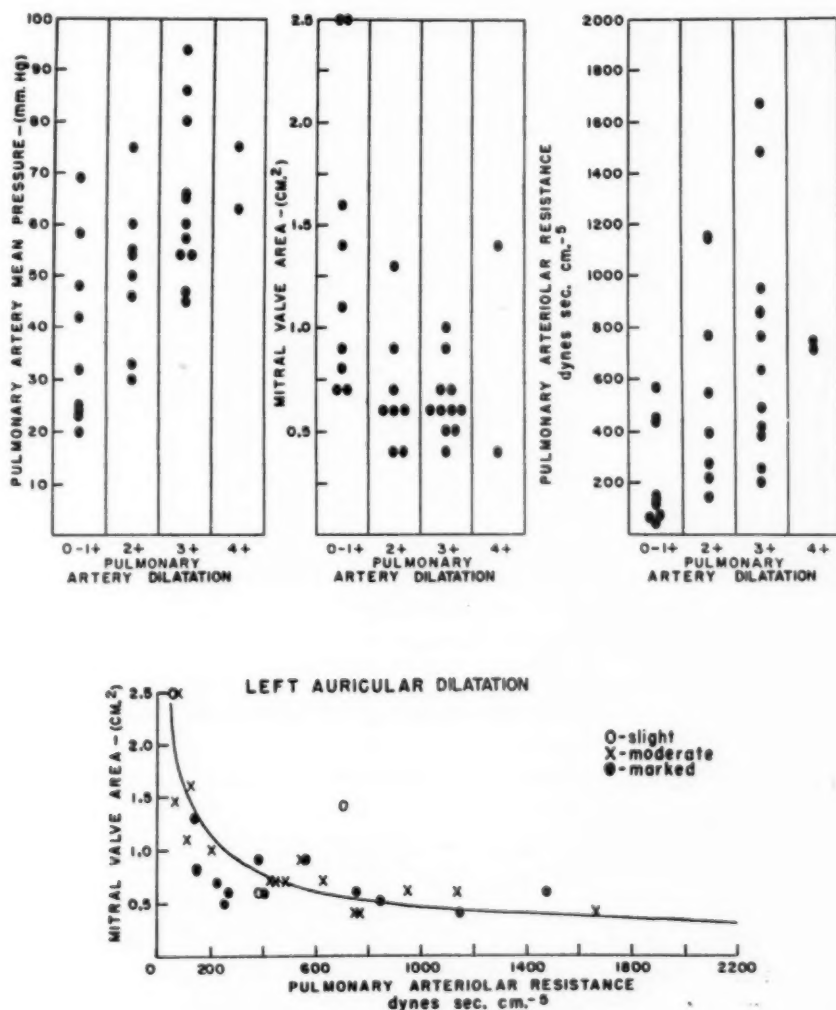 PULMONARY ARTERY MEAN PRESSURE-(mm. Hg)
100
90
80
70
60
50
40
30
20
10
0-1+ 2+ 3+ 4+
PULMONARY
ARTERY DILATATION
MITRAL VALVE AREA-(CM.²)
2.5
2.0
1.5
1.0
0.5
0-1+ 2+ 3+ 4+
PULMONARY
ARTERY DILATATION
PULMONARY ARTERIOLAR RESISTANCE
dynes sec. cm.⁻⁵
2000
1800
1600
1400
1200
1000
800
600
400
200
0-1+ 2+ 3+ 4+
PULMONARY
ARTERY DILATATION
LEFT AURICULAR DILATATION
MITRAL VALVE AREA-(CM.²)
2.5
2.0
1.5
1.0
0.5
O-slight
X-moderate
●-marked
0 200 600 1000 1400 1800 2200
PULMONARY ARTERIOLAR RESISTANCE
dynes sec. cm.⁻⁵